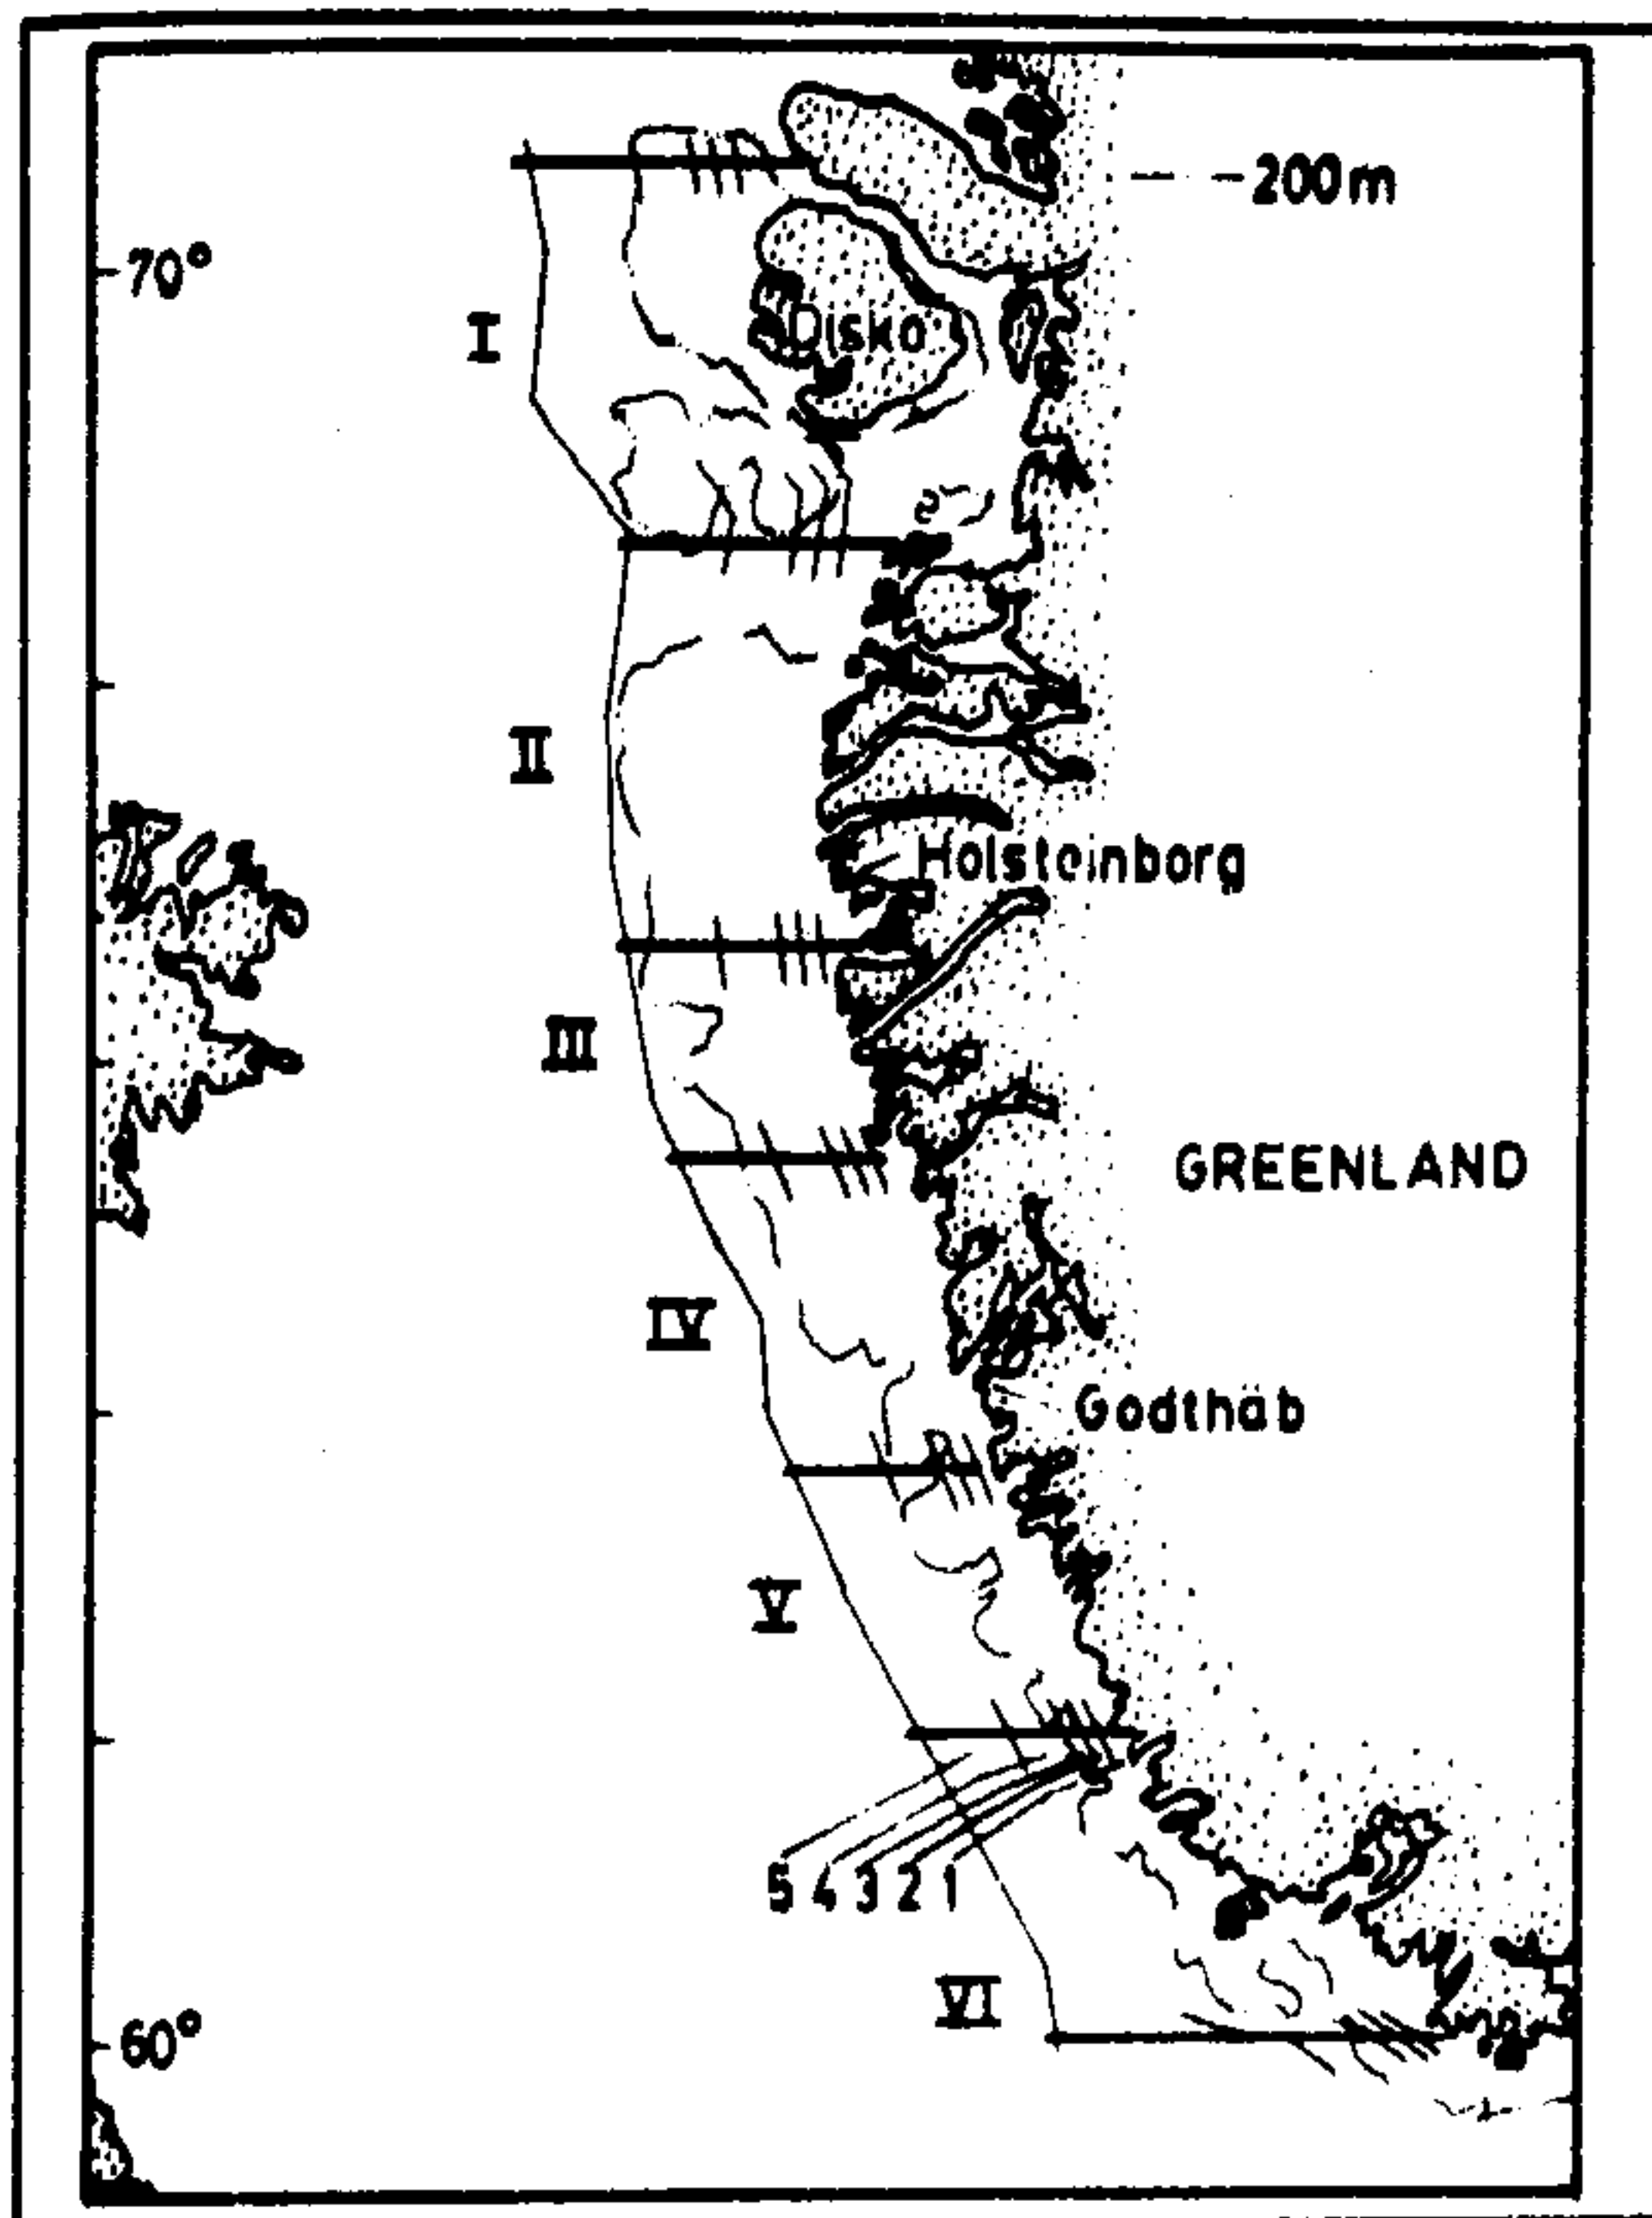 -200m
70°
I
Disko
II
Holsteinborg
III
GREENLAND
IV
Godthåb
V
5 4 3 2 1
VI
60°